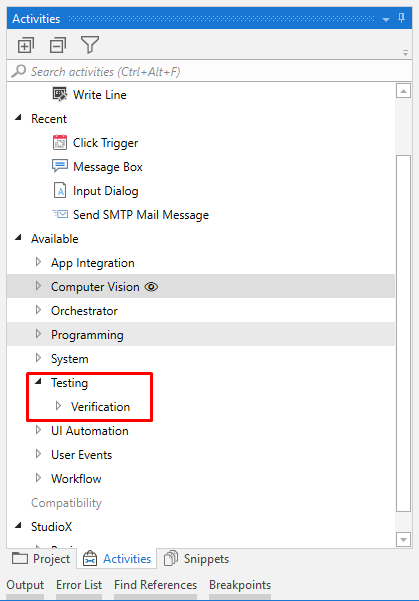 Activities
Search activities (Ctrl+Alt+F)
Write Line
Recent
Click Trigger
Message Box
Input Dialog
Send SMTP Mail Message
Available
App Integration
Computer Vision
Orchestrator
Programming
System
Testing
Verification
UI Automation
User Events
Workflow
Compatibility
StudioX
Project Activities Snippets
Output Error List Find References Breakpoints